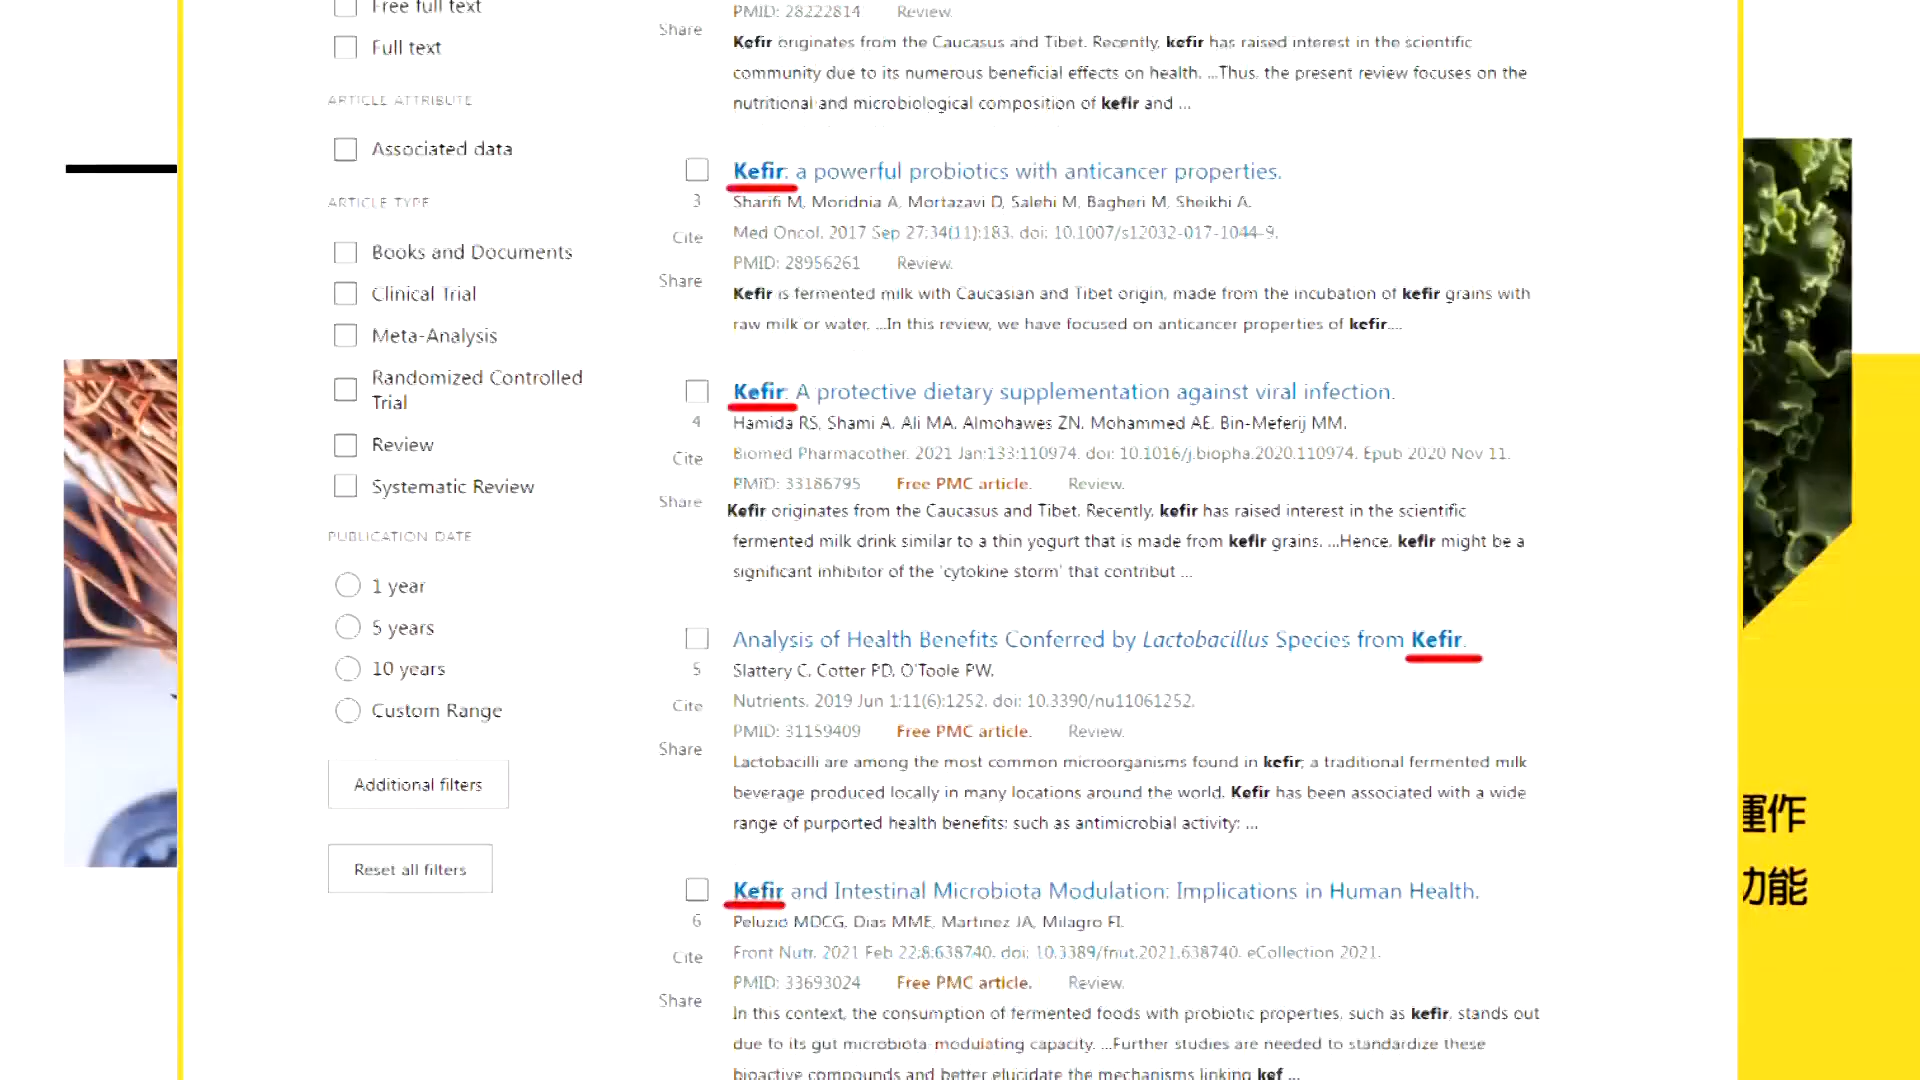 Free full text
Full text
ARTICLE ATTRIBUTE
Associated data
ARTICLE TYPE
Books and Documents
Clinical Trial
Meta-Analysis
Randomized Controlled
Trial
Review
Systematic Review
PUBLICATION DATE
1 year
5 years
10 years
Custom Range
Additional filters
Reset all filters
PMID: 28222814 Review.
Share
Kefir originates from the Caucasus and Tibet. Recently, kefir has raised interest in the scientific
community due to its numerous beneficial effects on health. ...Thus, the present review focuses on the
nutritional and microbiological composition of kefir and ...
Kefir: a powerful probiotics with anticancer properties.
3
Sharifi M, Moridnia A, Mortazavi D, Salehi M, Bagheri M, Sheikhi A.
Cite
Med Oncol. 2017 Sep 27;34(11):183. doi: 10.1007/s12032-017-1044-9.
PMID: 28956261 Review.
Share
Kefir is fermented milk with Caucasian and Tibet origin, made from the incubation of kefir grains with
raw milk or water. ...In this review, we have focused on anticancer properties of kefir....
Kefir: A protective dietary supplementation against viral infection.
4
Hamida RS, Shami A, Ali MA, Almohawes ZN, Mohammed AE, Bin-Meferij MM.
Cite
Biomed Pharmacother. 2021 Jan;133:110974. doi: 10.1016/j.biopha.2020.110974. Epub 2020 Nov 11.
PMID: 33186795 Free PMC article. Review.
Share
Kefir originates from the Caucasus and Tibet. Recently, kefir has raised interest in the scientific
fermented milk drink similar to a thin yogurt that is made from kefir grains. ...Hence, kefir might be a
significant inhibitor of the 'cytokine storm' that contribut ...
Analysis of Health Benefits Conferred by Lactobacillus Species from Kefir.
5
Slattery C, Cotter PD, O'Toole PW.
Cite
Nutrients. 2019 Jun 1;11(6):1252. doi: 10.3390/nu11061252.
PMID: 31159409 Free PMC article. Review.
Share
Lactobacilli are among the most common microorganisms found in kefir; a traditional fermented milk
beverage produced locally in many locations around the world. Kefir has been associated with a wide
range of purported health benefits; such as antimicrobial activity; ...
Kefir and Intestinal Microbiota Modulation: Implications in Human Health.
6
Peluzio MDCG, Dias MME, Martinez JA, Milagro FI.
Cite
Front Nutr. 2021 Feb 22;8:638740. doi: 10.3389/fnut.2021.638740. eCollection 2021.
PMID: 33693024 Free PMC article. Review.
Share
In this context, the consumption of fermented foods with probiotic properties, such as kefir, stands out
due to its gut microbiota modulating capacity. ...Further studies are needed to standardize these
bioactive compounds and better elucidate the mechanisms linking kef ...
運作
功能